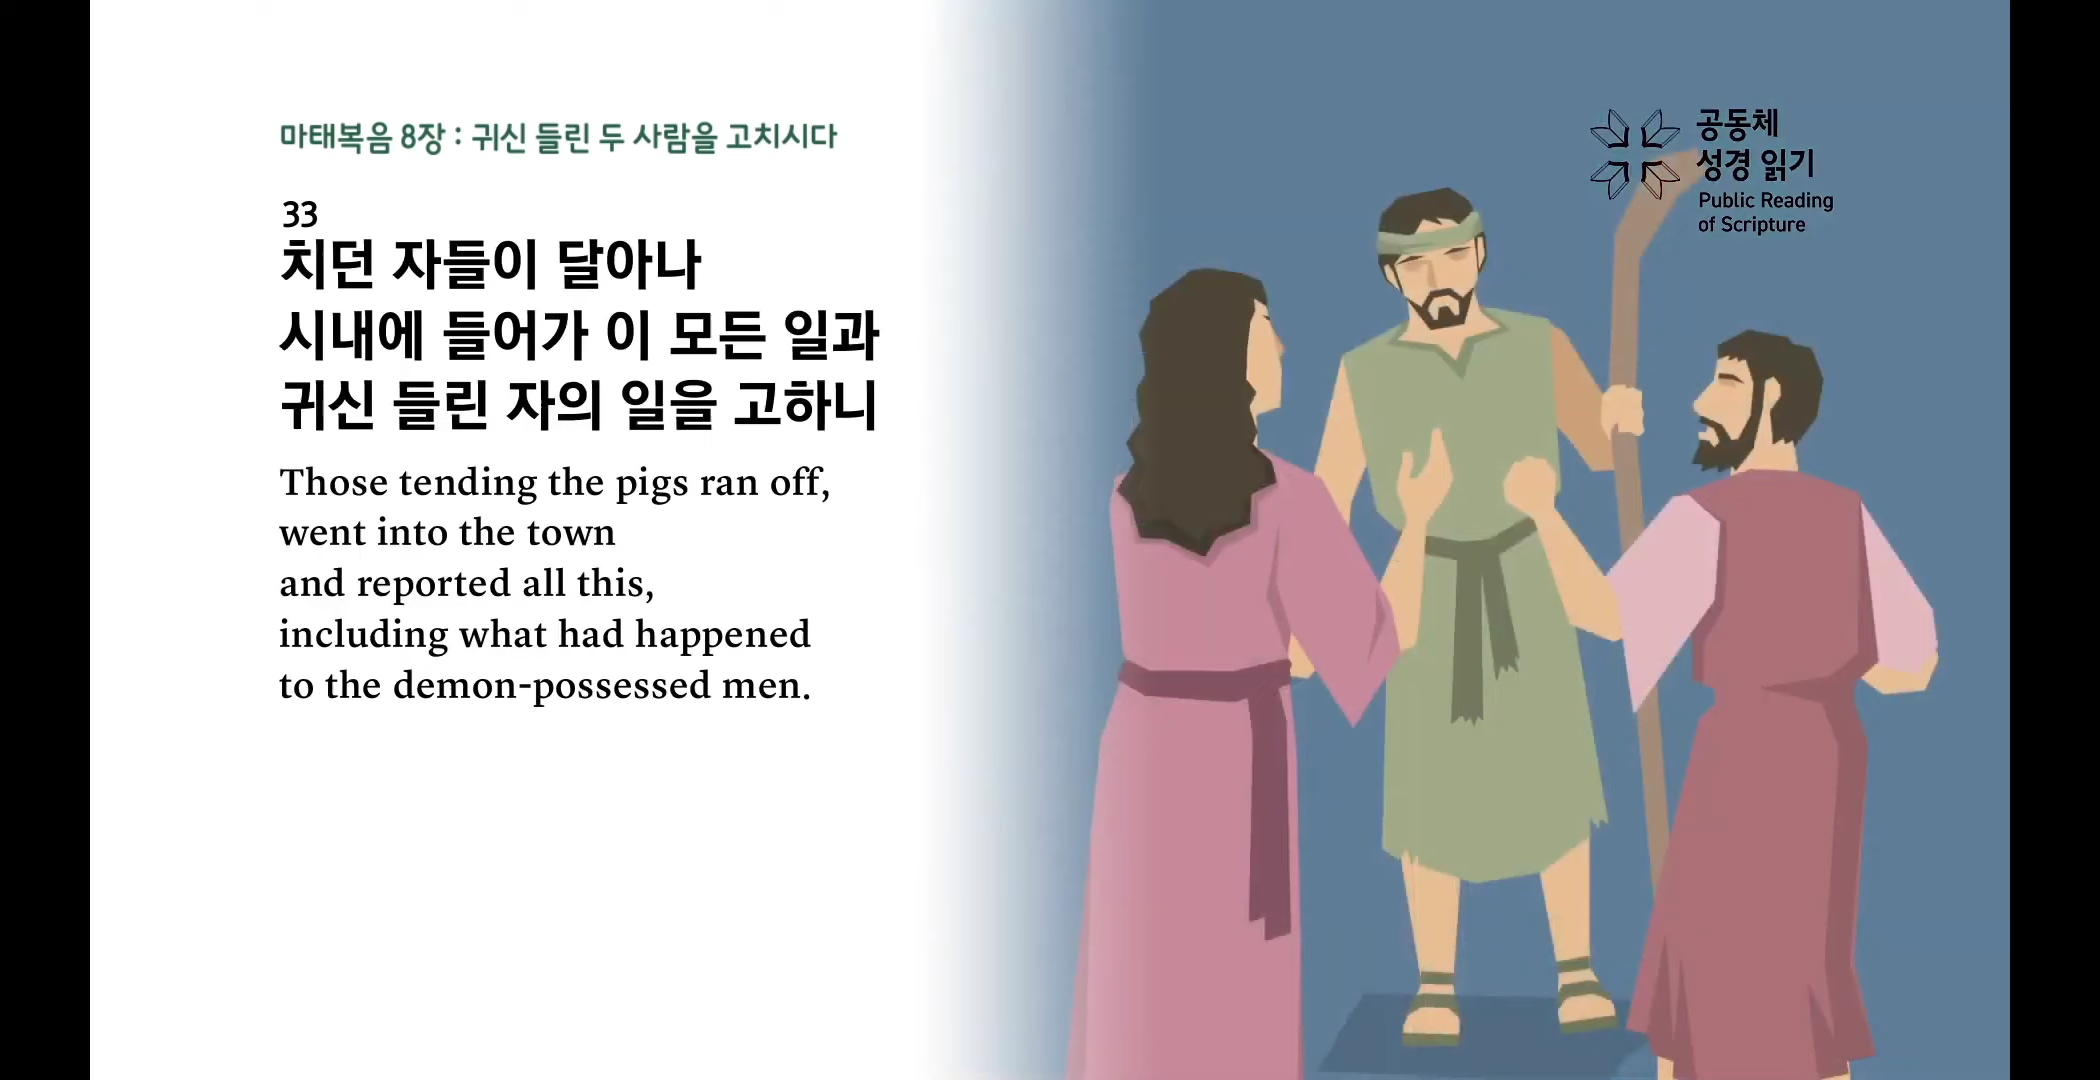 마태복음 8장 : 귀신 들린 두 사람을 고치시다
33
치던 자들이 달아나
시내에 들어가 이 모든 일과
귀신 들린 자의 일을 고하니
Those tending the pigs ran off,
went into the town
and reported all this,
including what had happened
to the demon-possessed men.
공동체
성경 읽기
Public Reading
of Scripture